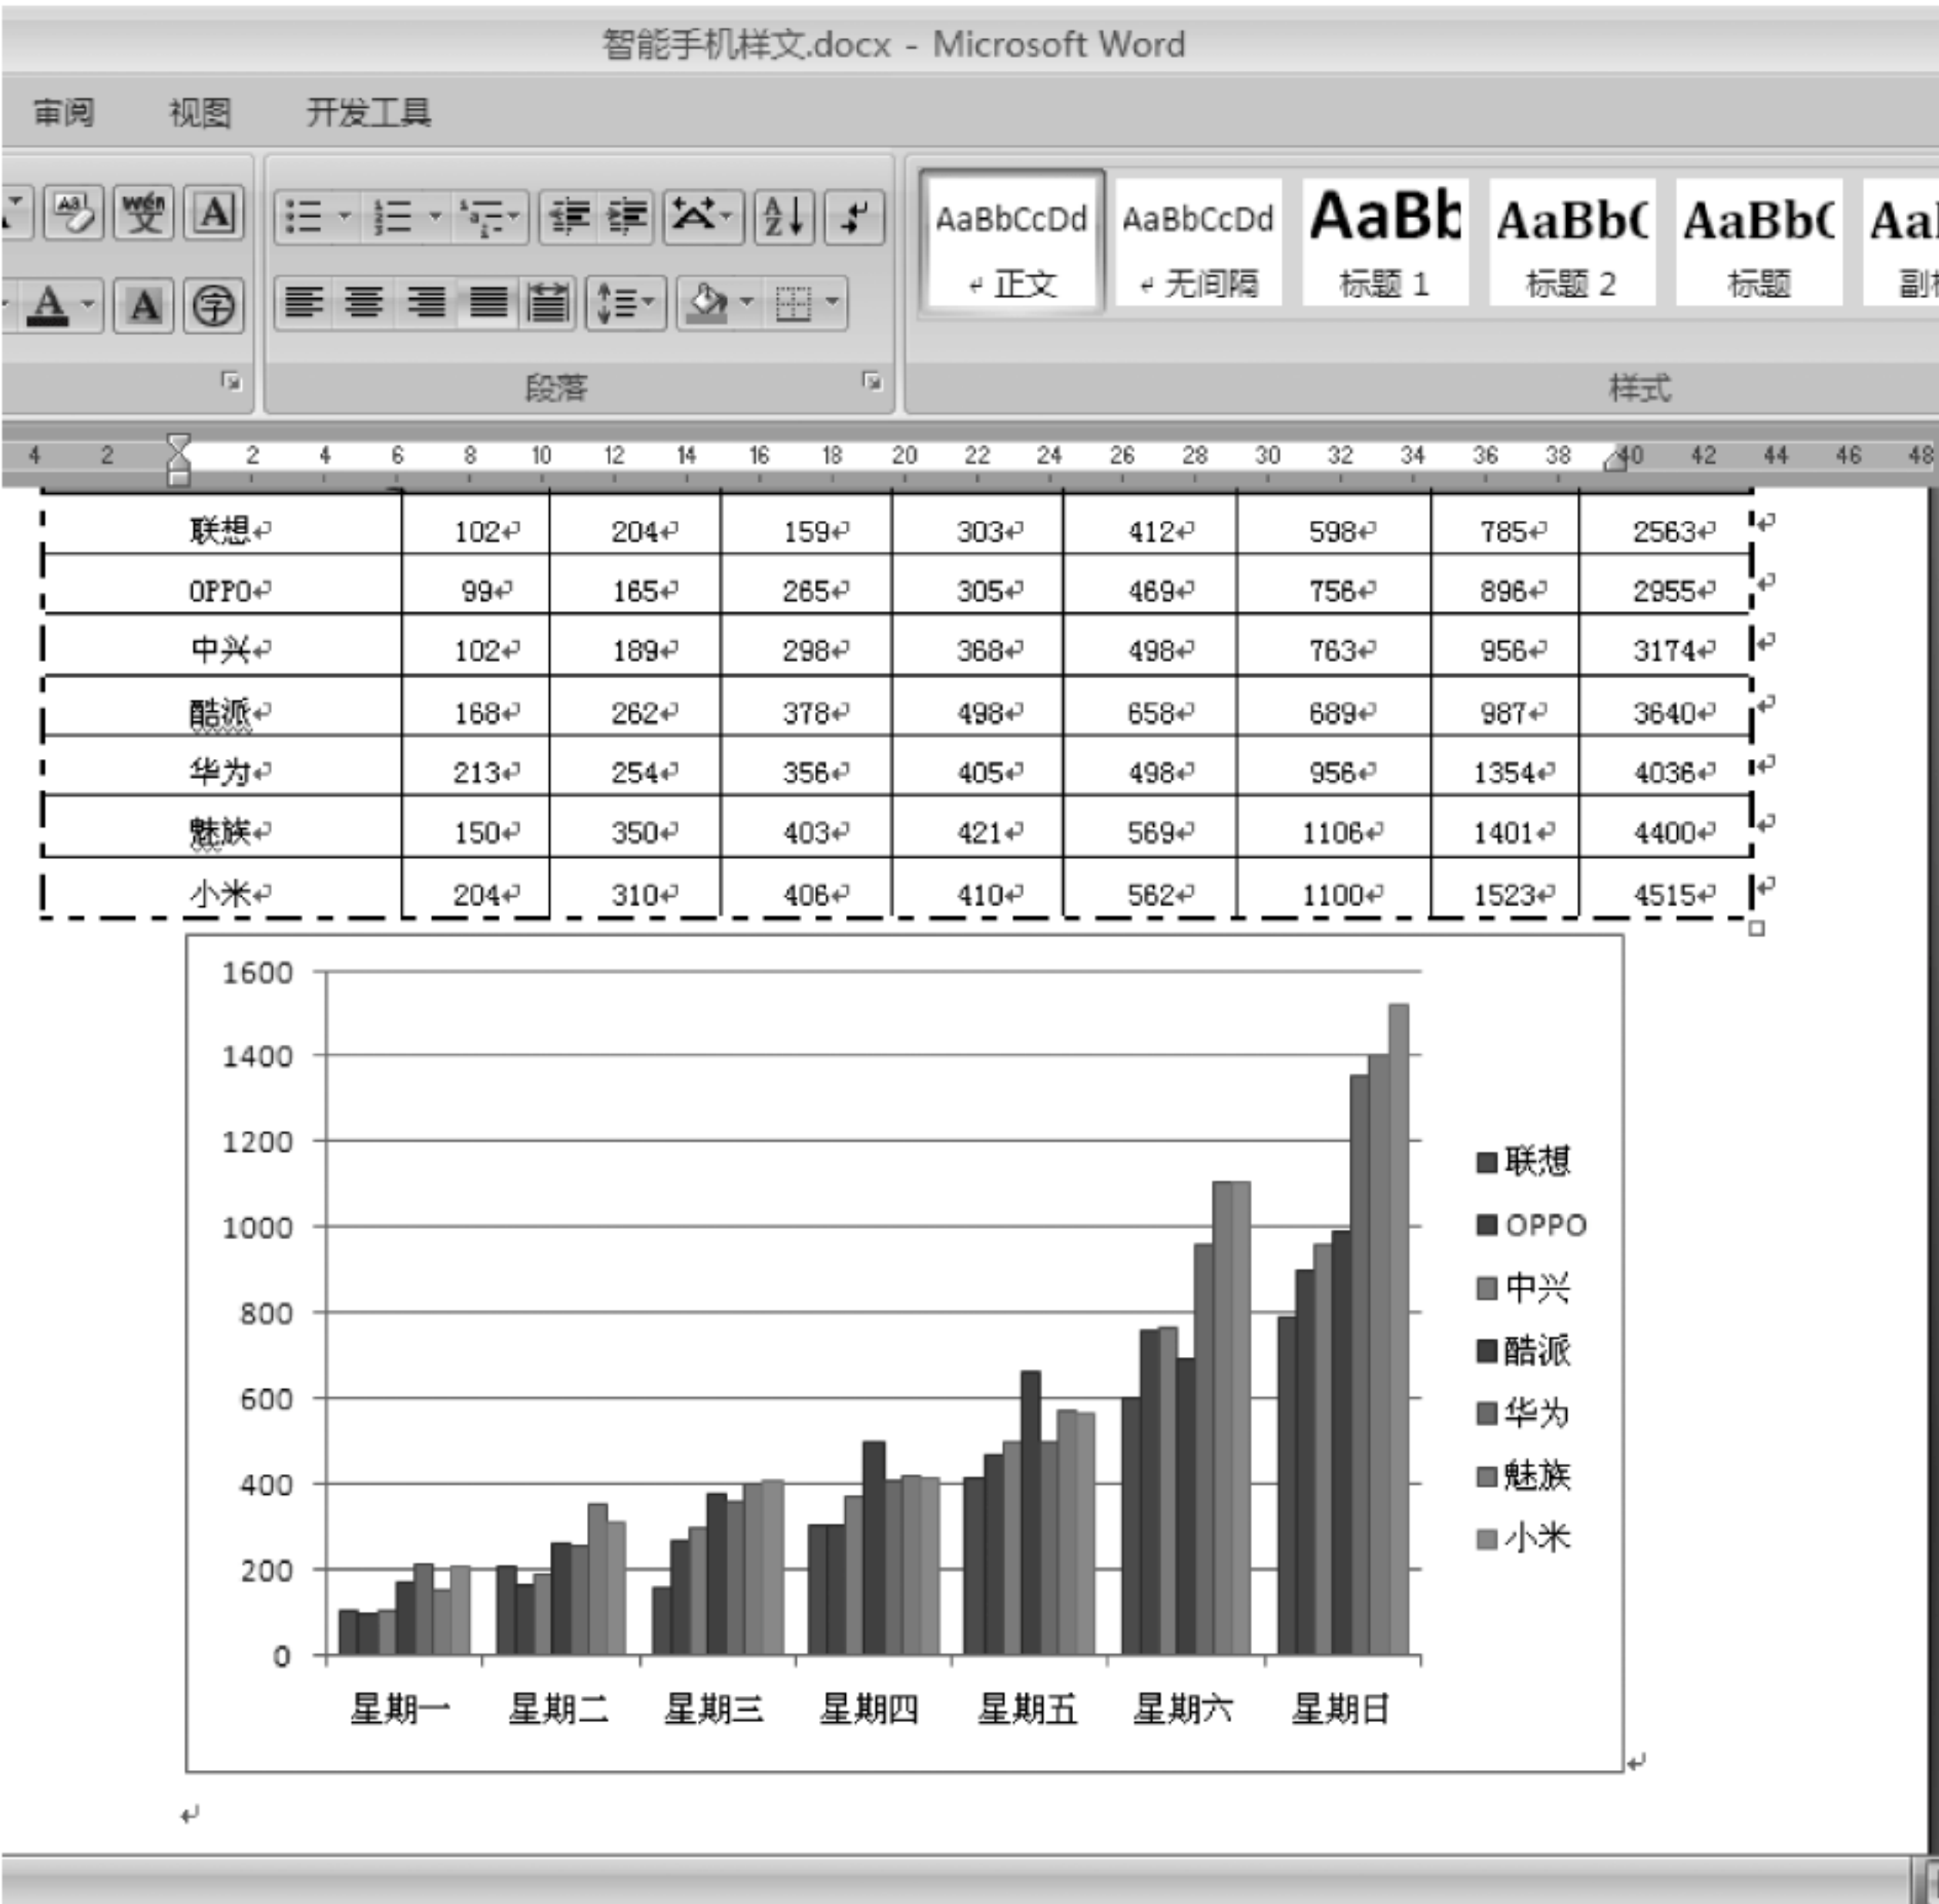 智能手机样文.docx - Microsoft Word
审阅 视图 开发工具
Aa wén 文 A A Z
AaBbCcDd AaBbCcDd AaBb AaBbC AaBbC
A A 字
正文 无间隔 标题 1 标题 2 标题
段落 样式
4 2 2 4 6 8 10 12 14 16 18 20 22 24 26 28 30 32 34 36 38 40 42 44 46 48
联想 102 204 159 303 412 598 785 2563
OPPO 99 165 265 305 469 756 896 2955
中兴 102 189 298 368 498 763 956 3174
酷派 168 262 378 498 658 689 987 3640
华为 213 254 356 405 498 956 1354 4036
魅族 150 350 403 421 569 1106 1401 4400
小米 204 310 406 410 562 1100 1523 4515
1600
1400
1200
1000
800
600
400
200
0
星期一 星期二 星期三 星期四 星期五 星期六 星期日
联想
OPPO
中兴
酷派
华为
魅族
小米